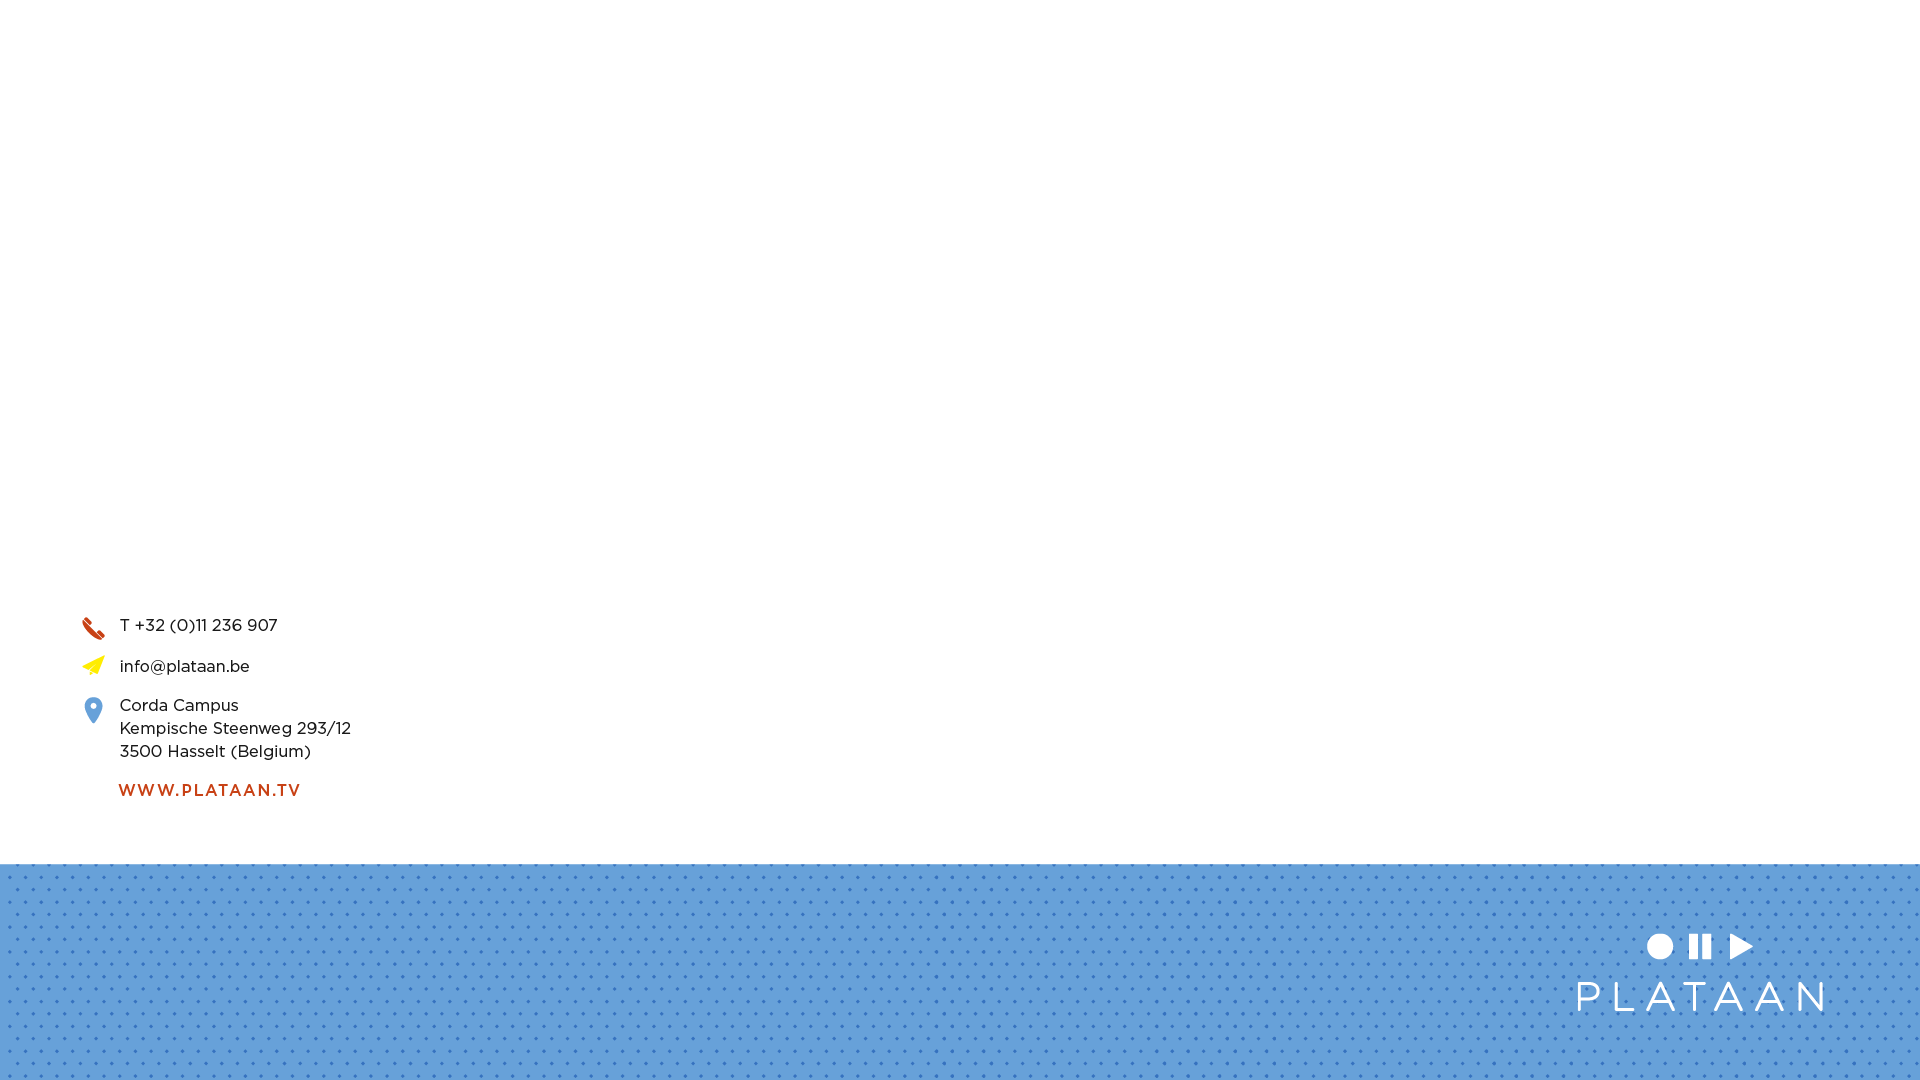 T +32 (0)11 236 907
info@plataan.be
Corda Campus
Kempische Steenweg 293/12
3500 Hasselt (Belgium)
WWW.PLATAAN.TV
PLATAAN